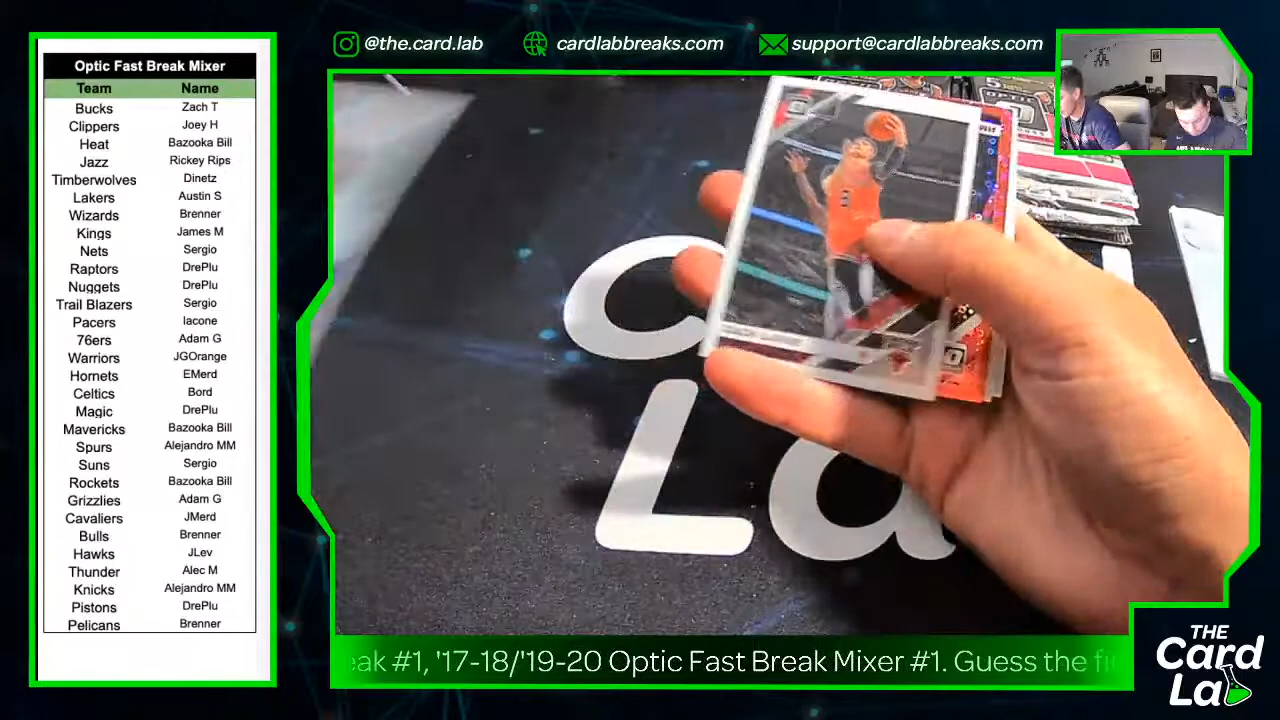 @the.card.lab
cardlabbreaks.com
support@cardlabbreaks.com
Optic Fast Break Mixer
Team Name
Bucks Zach T
Clippers Joey H
Heat Bazooka Bill
Jazz Rickey Rips
Timberwolves Dinetz
Lakers Austin S
Wizards Brenner
Kings James M
Nets Sergio
Raptors DrePlu
Nuggets DrePlu
Trail Blazers Sergio
Pacers Iacone
76ers Adam G
Warriors JGOrange
Hornets EMerd
Celtics Bord
Magic DrePlu
Mavericks Bazooka Bill
Spurs Alejandro MM
Suns Sergio
Rockets Bazooka Bill
Grizzlies Adam G
Cavaliers JMerd
Bulls Brenner
Hawks JLev
Thunder Alec M
Knicks Alejandro MM
Pistons DrePlu
Pelicans Brenner
La
eak #1, '17-18/'19-20 Optic Fast Break Mixer #1. Guess the fi
THE
Card
Lab